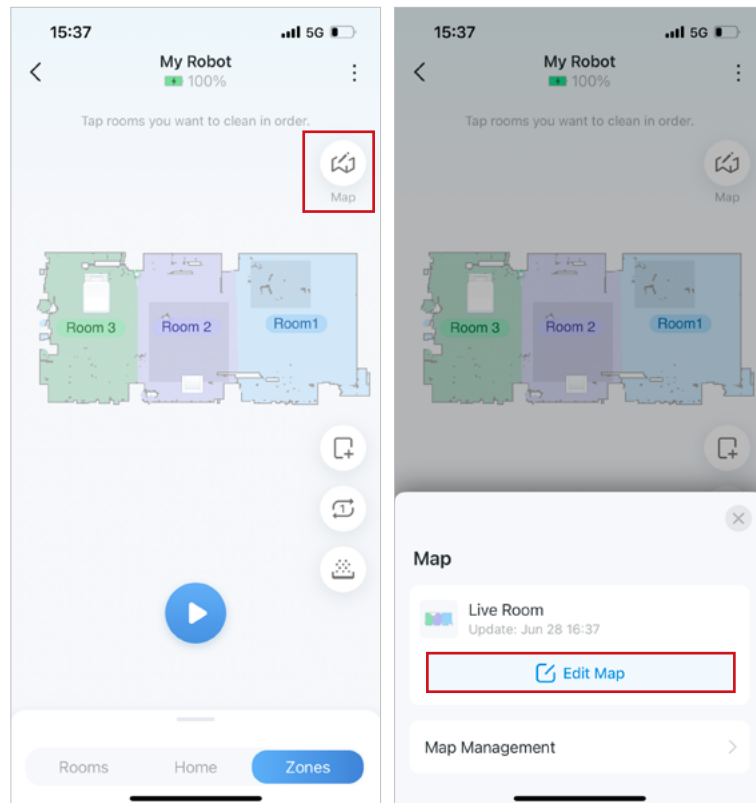 15:37
5G
My Robot
100%
Tap rooms you want to clean in order.
Map
Room 3
Room 2
Room1
1
Rooms
Home
Zones
15:37
5G
My Robot
100%
Tap rooms you want to clean in order.
Map
Room 3
Room 2
Room1
Map
Live Room
Update: Jun 28 16:37
Edit Map
Map Management